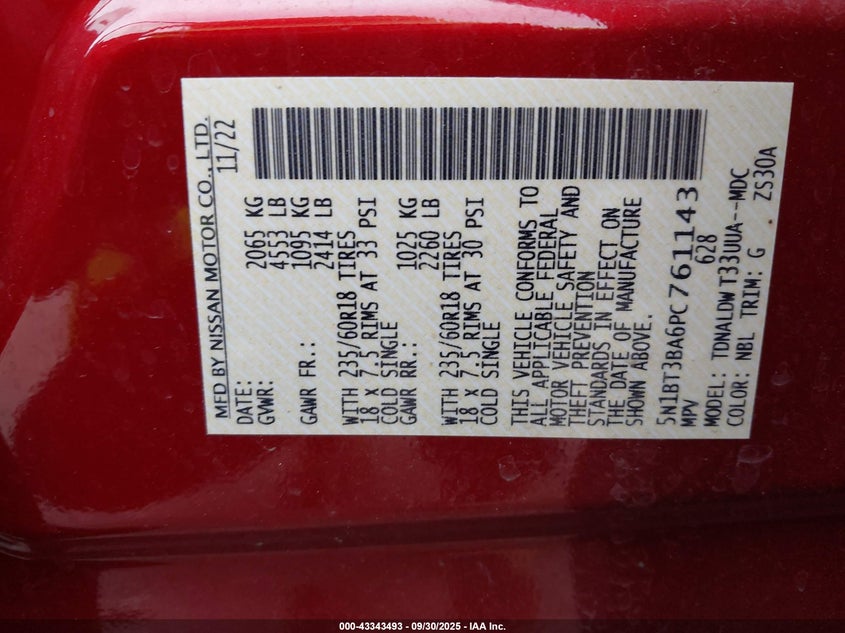 MFD BY NISSAN MOTOR CO., LTD.
DATE: 11/22
GVWR: 2065 KG
4553 LB
GAWR FR.: 1095 KG
2414 LB
WITH 235/60R18 TIRES
18 x 7.5 RIMS AT 33 PSI
COLD SINGLE
GAWR RR.: 1025 KG
2260 LB
WITH 235/60R18 TIRES
18 x 7.5 RIMS AT 30 PSI
COLD SINGLE
THIS VEHICLE CONFORMS TO
ALL APPLICABLE FEDERAL
MOTOR VEHICLE SAFETY AND
THEFT PREVENTION
STANDARDS IN EFFECT ON
THE DATE OF MANUFACTURE
SHOWN ABOVE.
5N1BT3BA6PC761143
MPV 628
MODEL: TDNALDW T33UUA---MDC
COLOR: NBL TRIM: G ZS30A
000-43343493 - 09/30/2025 - IAA Inc.